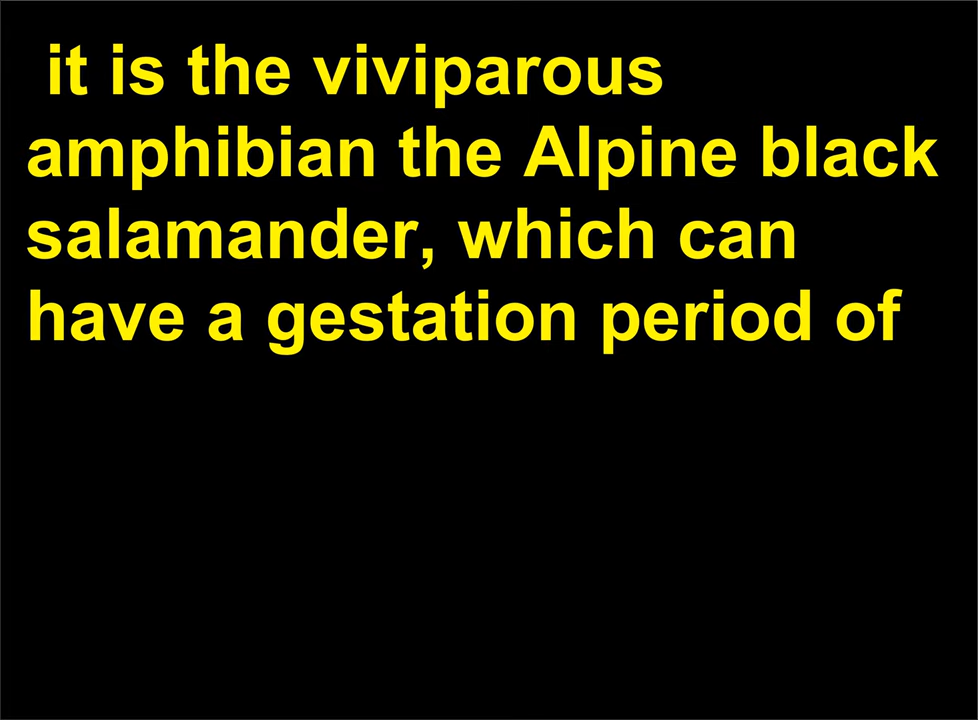 it is the viviparous
amphibian the Alpine black
salamander, which can
have a gestation period of